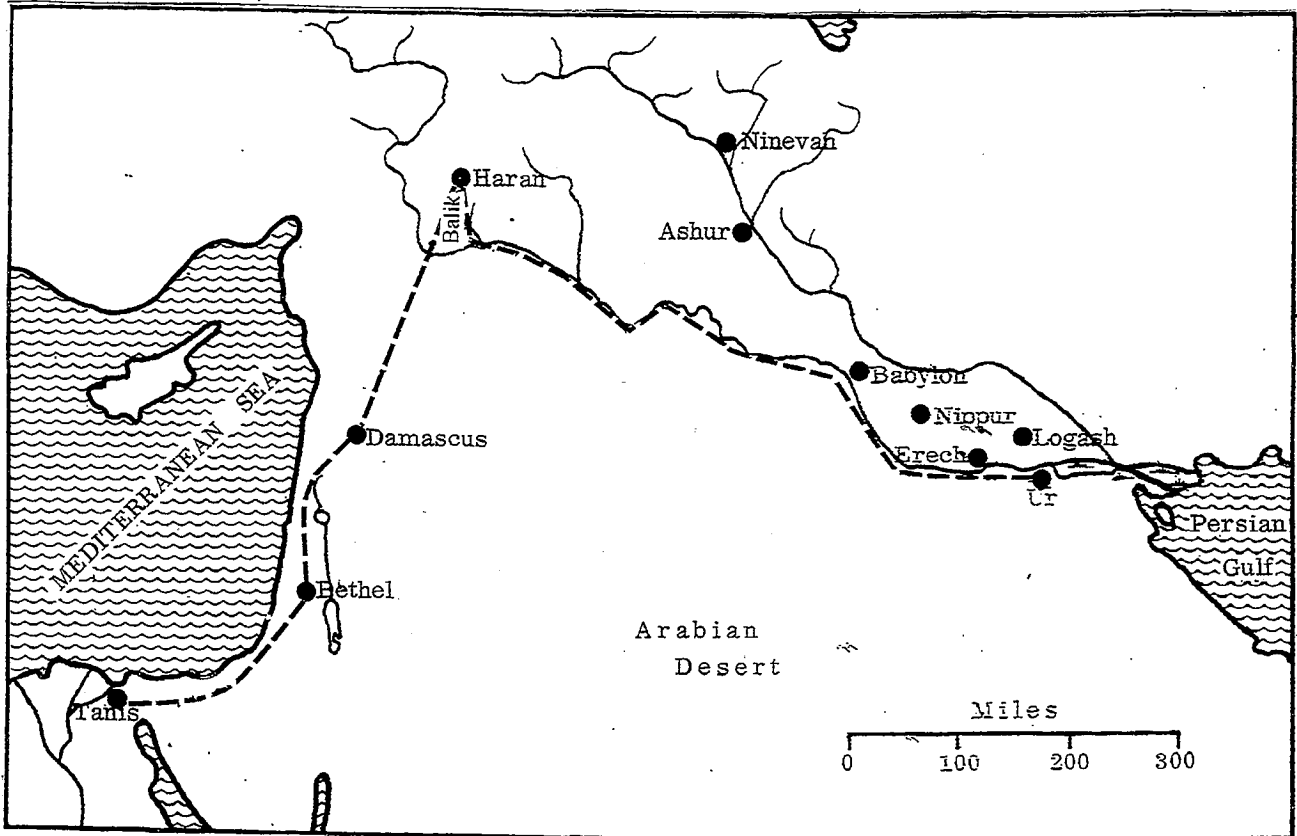 Ninevah
Haran
Balik
Ashur
Babylon
Nippur
Logash
Erech
Ur
Persian
Gulf
MEDITERRANEAN SEA
Damascus
Bethel
Arabian
Desert
Tanis
Miles
0 100 200 300